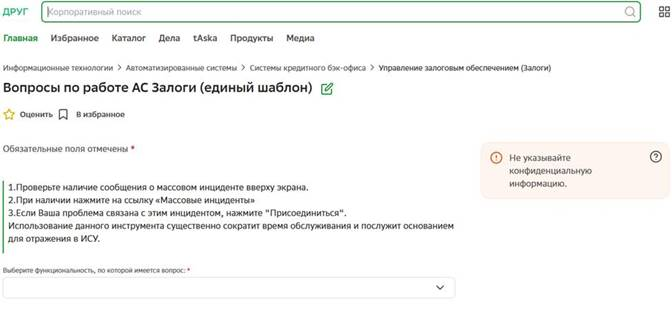 ДРУГ Корпоративный поиск
Главная Избранное Каталог Дела tAska Продукты Медиа
Информационные технологии > Автоматизированные системы > Системы кредитного бэк-офиса > Управление залоговым обеспечением (Залоги)
Вопросы по работе АС Залоги (единый шаблон)
Оценить В избранное
Обязательные поля отмечены *
Не указывайте
конфиденциальную
информацию.
1.Проверьте наличие сообщения о массовом инциденте вверху экрана.
2.При наличии нажмите на ссылку «Массовые инциденты»
3.Если Ваша проблема связана с этим инцидентом, нажмите "Присоединиться".
Использование данного инструмента существенно сократит время обслуживания и послужит основанием
для отражения в ИСУ.
Выберите функциональность, по которой имеется вопрос: *